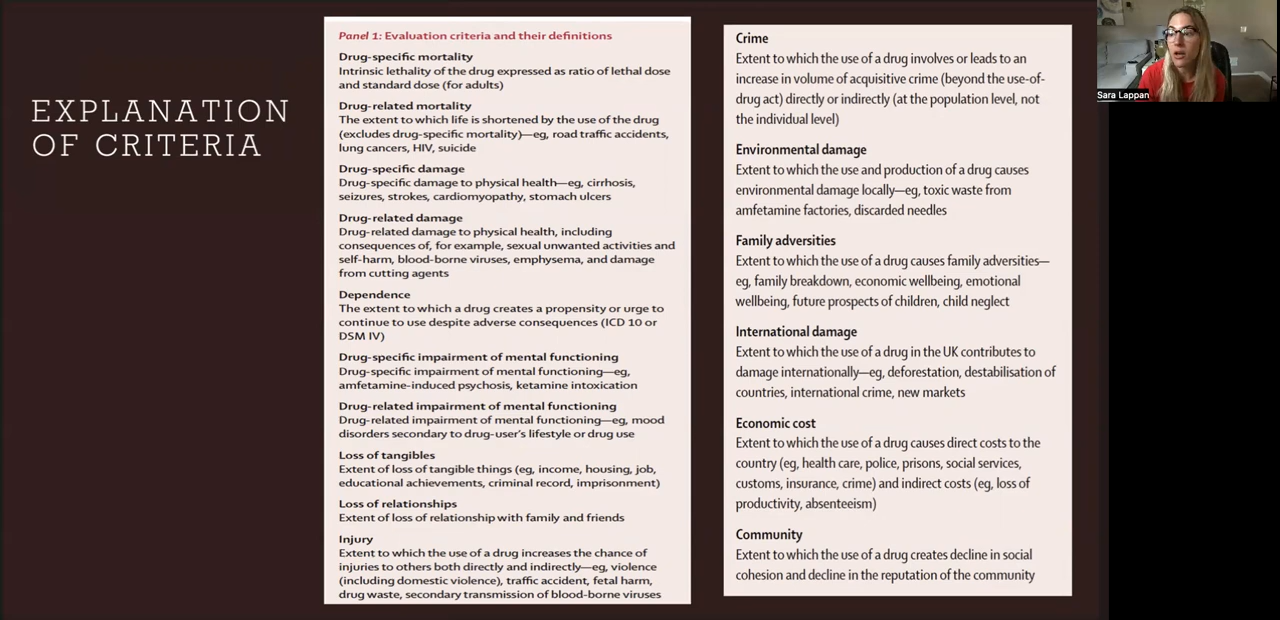 EXPLANATION
OF CRITERIA
Panel 1: Evaluation criteria and their definitions
Drug-specific mortality
Intrinsic lethality of the drug expressed as ratio of lethal dose
and standard dose (for adults)
Drug-related mortality
The extent to which life is shortened by the use of the drug
(excludes drug-specific mortality)—eg, road traffic accidents,
lung cancers, HIV, suicide
Drug-specific damage
Drug-specific damage to physical health—eg, cirrhosis,
seizures, strokes, cardiomyopathy, stomach ulcers
Drug-related damage
Drug-related damage to physical health, including
consequences of, for example, sexual unwanted activities and
self-harm, blood-borne viruses, emphysema, and damage
from cutting agents
Dependence
The extent to which a drug creates a propensity or urge to
continue to use despite adverse consequences (ICD 10 or
DSM IV)
Drug-specific impairment of mental functioning
Drug-specific impairment of mental functioning—eg,
amfetamine-induced psychosis, ketamine intoxication
Drug-related impairment of mental functioning
Drug-related impairment of mental functioning—eg, mood
disorders secondary to drug-user's lifestyle or drug use
Loss of tangibles
Extent of loss of tangible things (eg, income, housing, job,
educational achievements, criminal record, imprisonment)
Loss of relationships
Extent of loss of relationship with family and friends
Injury
Extent to which the use of a drug increases the chance of
injuries to others both directly and indirectly—eg, violence
(including domestic violence), traffic accident, fetal harm,
drug waste, secondary transmission of blood-borne viruses
Crime
Extent to which the use of a drug involves or leads to an
increase in volume of acquisitive crime (beyond the use-of-
drug act) directly or indirectly (at the population level, not
the individual level)
Environmental damage
Extent to which the use and production of a drug causes
environmental damage locally—eg, toxic waste from
amfetamine factories, discarded needles
Family adversities
Extent to which the use of a drug causes family adversities—
eg, family breakdown, economic wellbeing, emotional
wellbeing, future prospects of children, child neglect
International damage
Extent to which the use of a drug in the UK contributes to
damage internationally—eg, deforestation, destabilisation of
countries, international crime, new markets
Economic cost
Extent to which the use of a drug causes direct costs to the
country (eg, health care, police, prisons, social services,
customs, insurance, crime) and indirect costs (eg, loss of
productivity, absenteeism)
Community
Extent to which the use of a drug creates decline in social
cohesion and decline in the reputation of the community
Sara Lappan